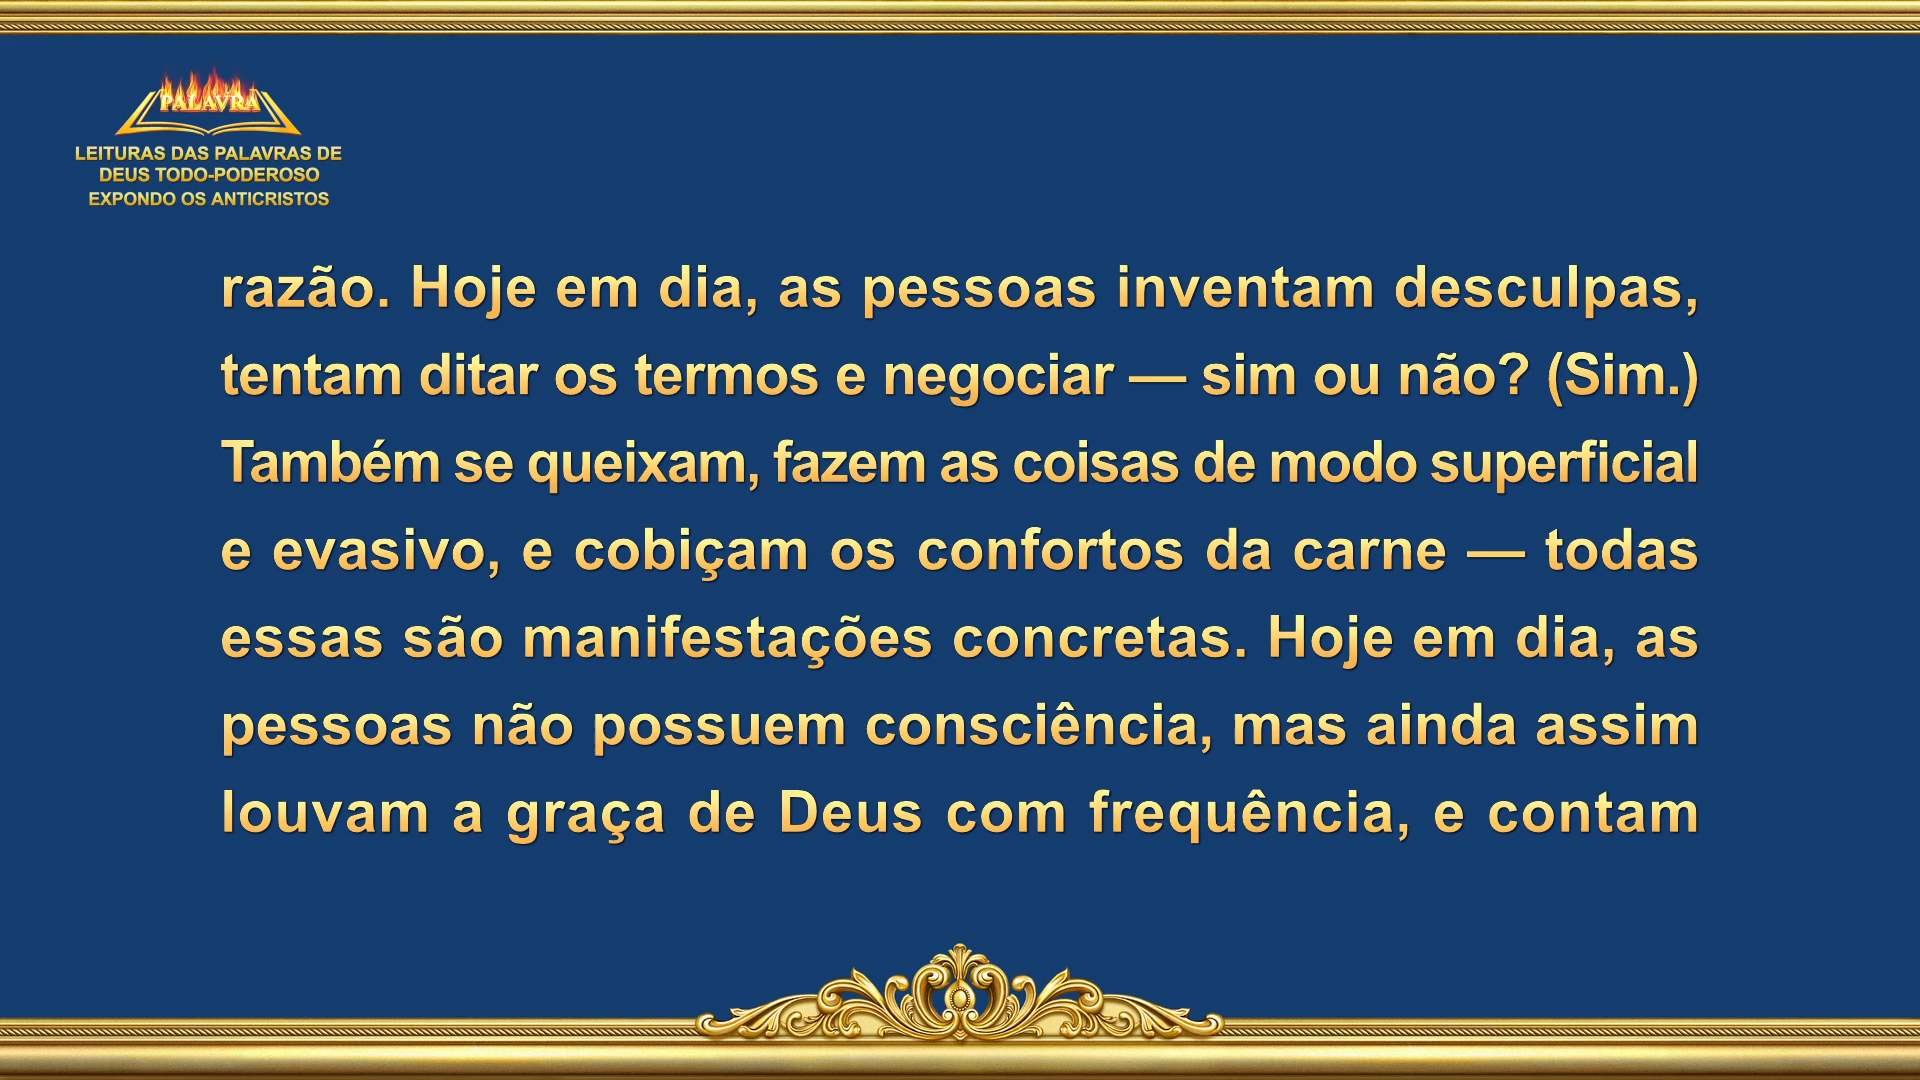 PALAVRA
LEITURAS DAS PALAVRAS DE
DEUS TODO-PODEROSO
EXPONDO OS ANTICRISTOS
razão. Hoje em dia, as pessoas inventam desculpas,
tentam ditar os termos e negociar — sim ou não? (Sim.)
Também se queixam, fazem as coisas de modo superficial
e evasivo, e cobiçam os confortos da carne — todas
essas são manifestações concretas. Hoje em dia, as
pessoas não possuem consciência, mas ainda assim
louvam a graça de Deus com frequência, e contam